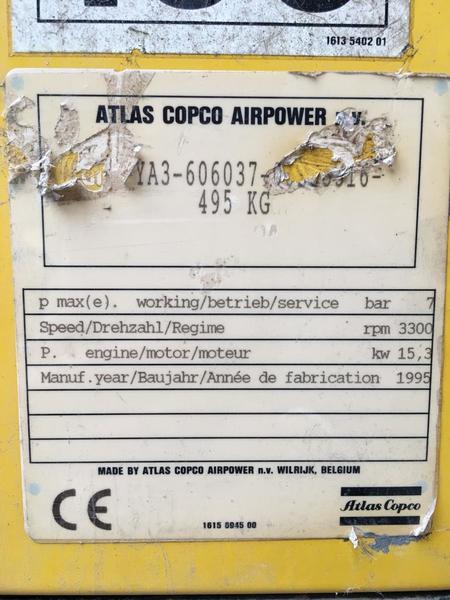 1613 5402 01
ATLAS COPCO AIRPOWER
YA3-606037-
495 KG
p max(e). working/betrieb/service bar 7
Speed/Drehzahl/Regime rpm 3300
P. engine/motor/moteur kw 15,3
Manuf.year/Baujahr/Année de fabrication 1995
MADE BY ATLAS COPCO AIRPOWER n.v. WILRIJK, BELGIUM
CE
Atlas Copco
1615 6945 00